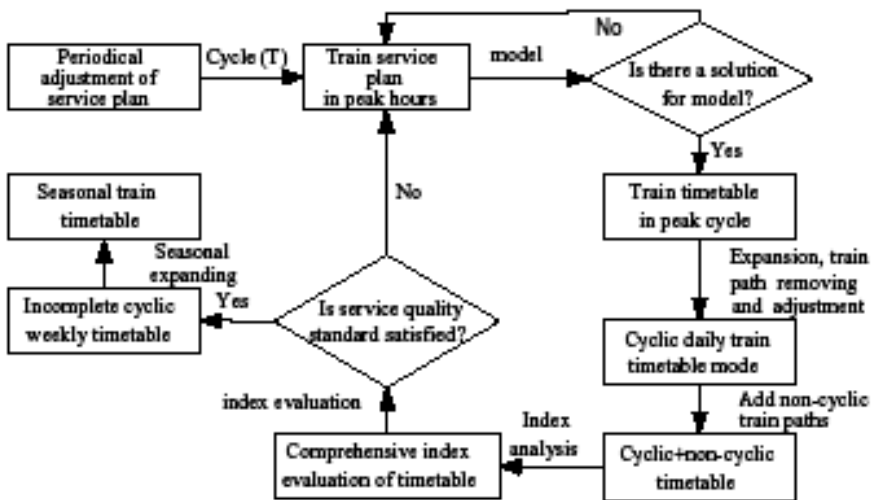 No
Periodical
adjustment of
service plan
Cycle (T)
Train service
plan
in peak hours
model
Is there a solution
for model?
Yes
Train timetable
in peak cycle
Expansion, train
path removing
and adjustment
Cyclic daily train
timetable mode
Add non-cyclic
train paths
Cyclic+non-cyclic
timetable
Index
analysis
Comprehensive index
evaluation of timetable
index evaluation
Is service quality
standard satisfied?
No
Yes
Incomplete cyclic
weekly timetable
Seasonal
expanding
Seasonal train
timetable